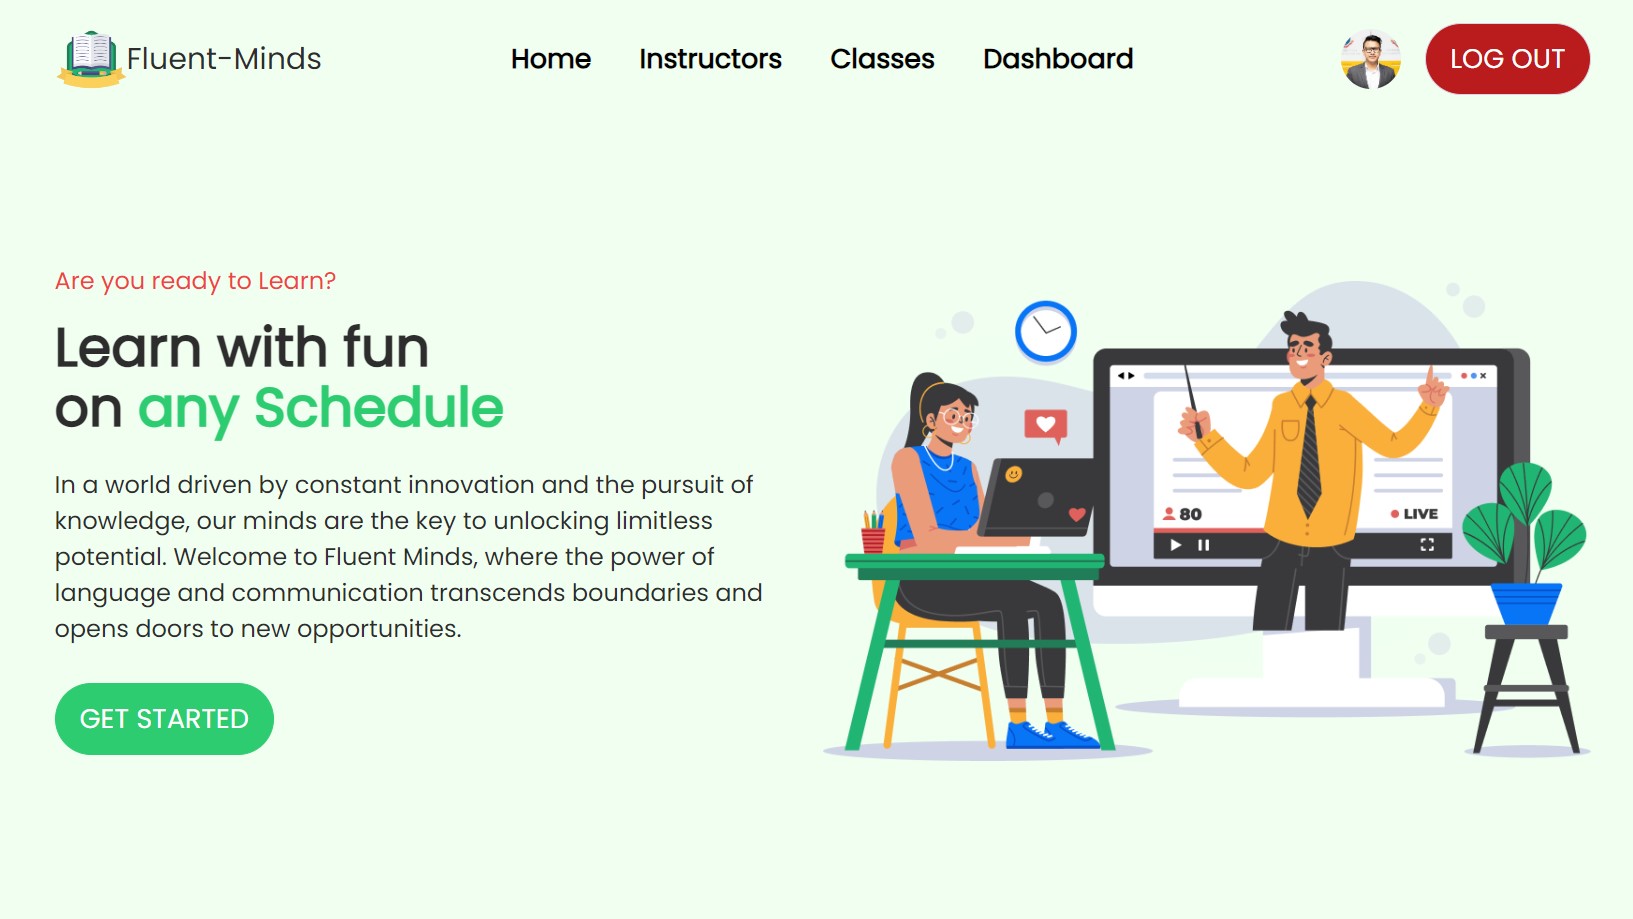 Fluent-Minds
Home
Instructors
Classes
Dashboard
LOG OUT
Are you ready to Learn?
Learn with fun
on any Schedule
In a world driven by constant innovation and the pursuit of
knowledge, our minds are the key to unlocking limitless
potential. Welcome to Fluent Minds, where the power of
language and communication transcends boundaries and
opens doors to new opportunities.
GET STARTED
80
LIVE